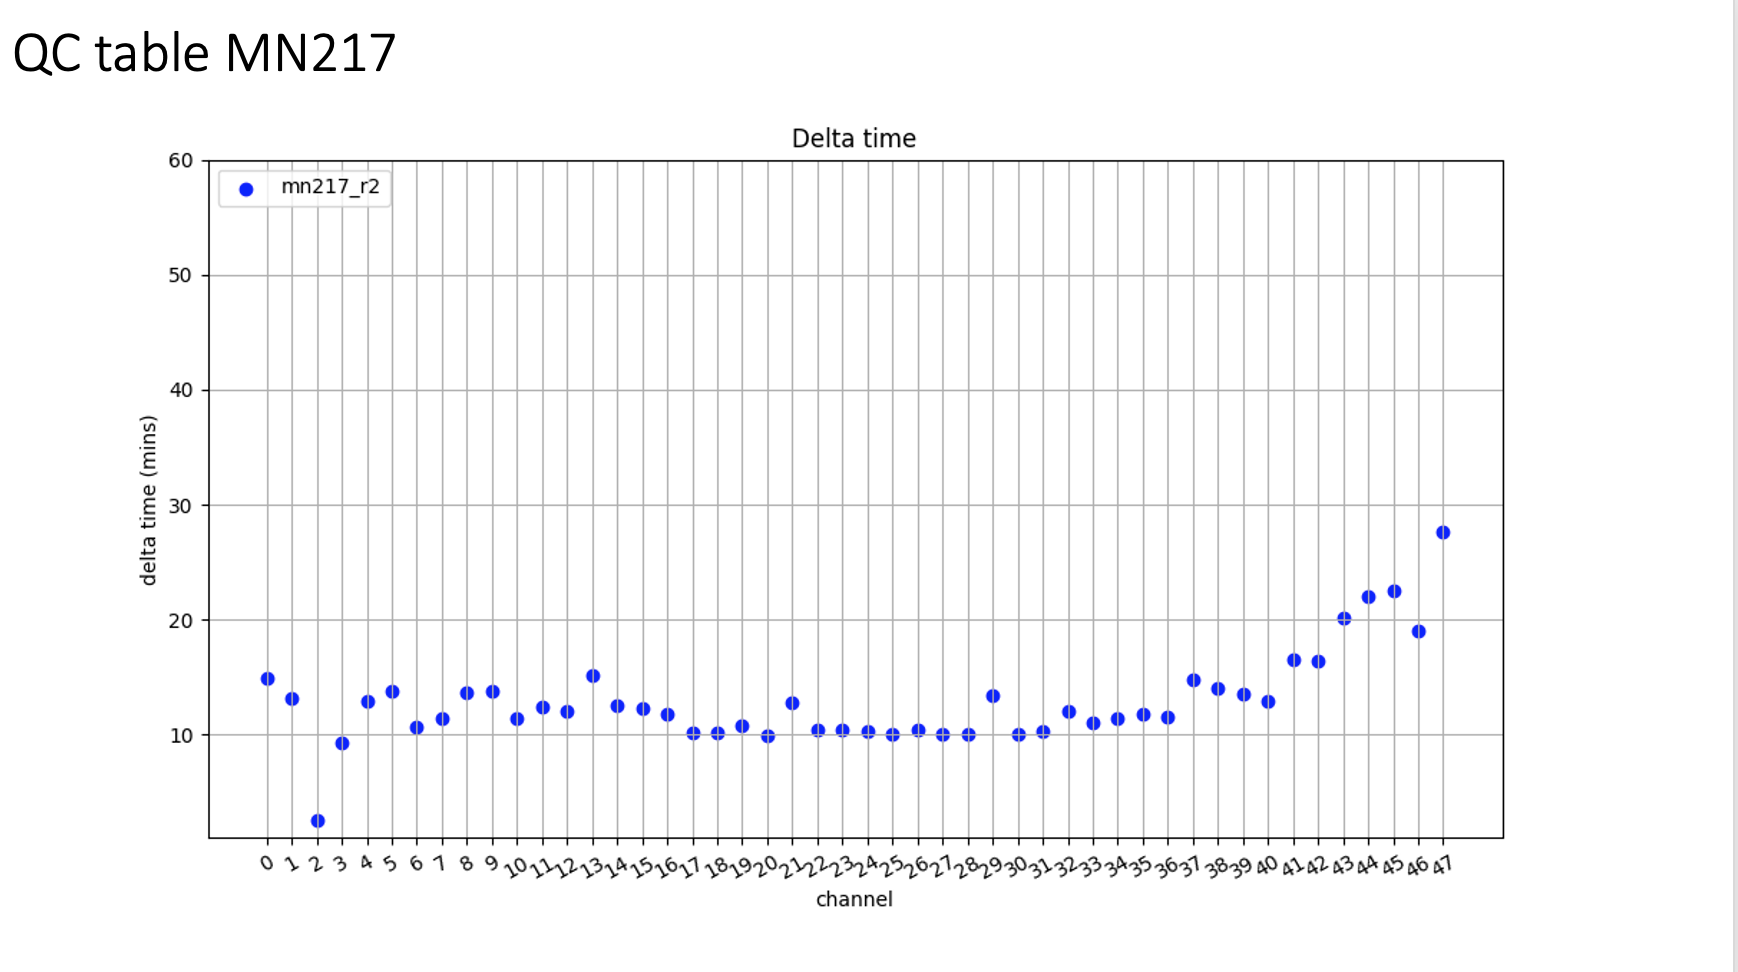 QC table MN217
Delta time
60
mn217_r2
50
40
30
20
10
delta time (mins)
0 1 2 3 4 5 6 7 8 9 10 11 12 13 14 15 16 17 18 19 20 21 22 23 24 25 26 27 28 29 30 31 32 33 34 35 36 37 38 39 40 41 42 43 44 45 46 47
channel